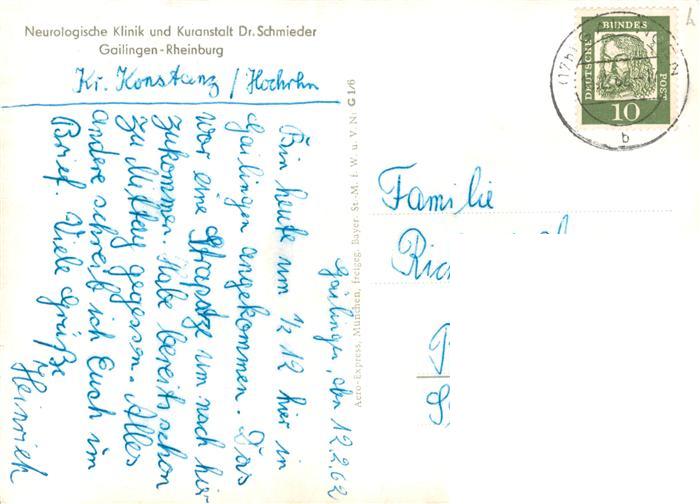 Neurologische Klinik und Kuranstalt Dr. Schmieder
Gailingen-Rheinburg
Kr. Konstanz / Hochrhn
Gailingen, den 12.2.62
Bin heute um ½ 12 hier in
Gailingen angekommen. Das
war eine Strapatze um nach hier
zukommen. Habe bereits schon
zu Mittag gegessen. Alles
andere schreib ich Euch im
Brief. Viele Grüße
Heinrich
Aero-Express, München, freigeg. Bayer. St.-M. f. W. u. V. Nr. G 1/6
DEUTSCHE BUNDESPOST
10
b
Familie